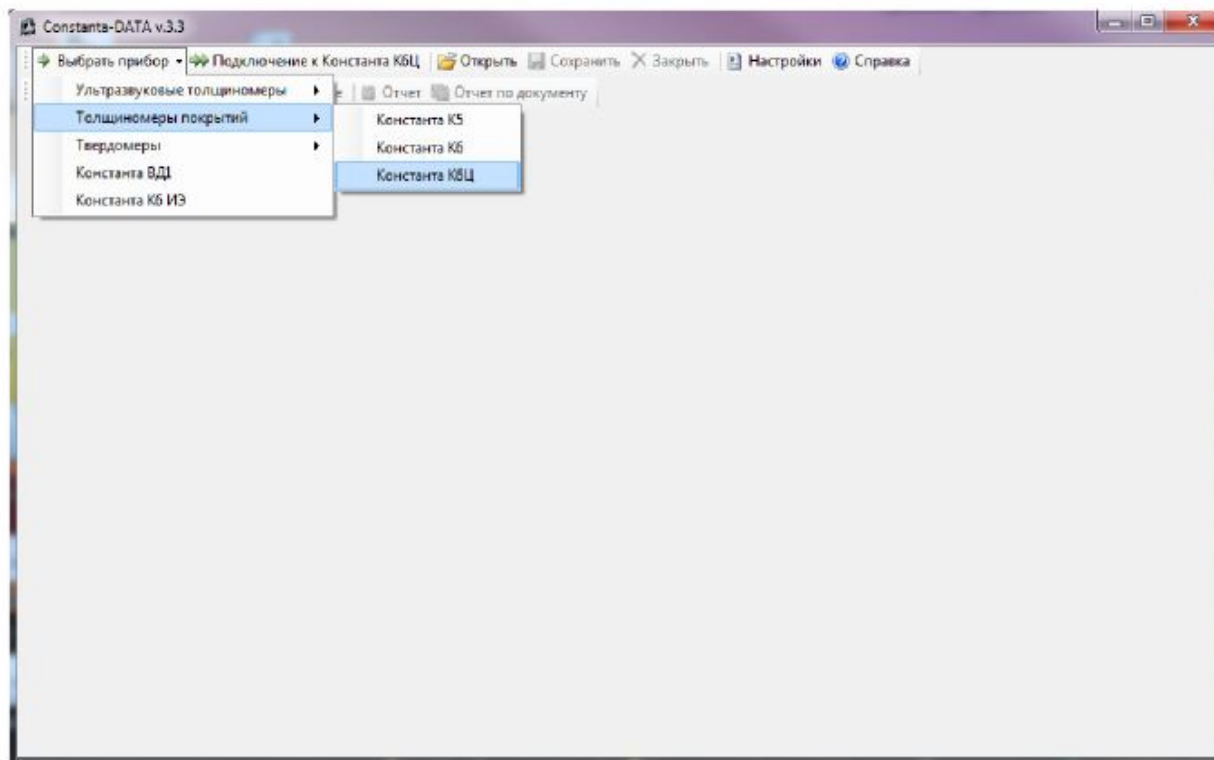 Constanta-DATA v.3.3
Выбрать прибор Подключение к Константа К6Ц Открыть Сохранить Закрыть Настройки Справка
Ультразвуковые толщиномеры Отчет Отчет по документу
Толщиномеры покрытий
Твердомеры
Константа ВД1
Константа К6 ИЭ
Константа К5
Константа К6
Константа К6Ц